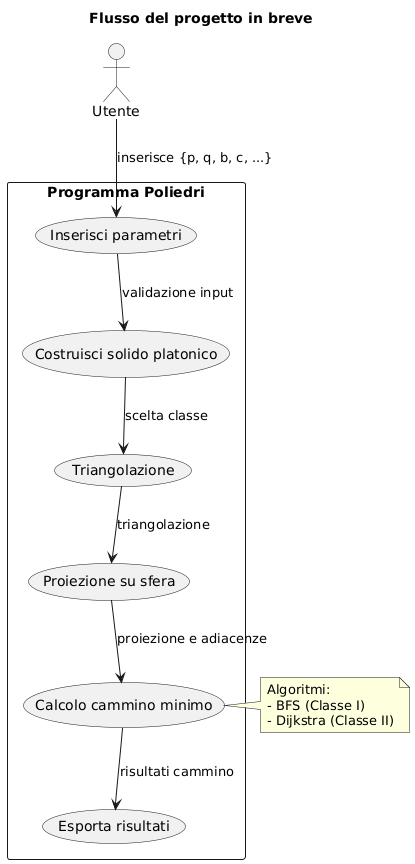 Flusso del progetto in breve
Utente
inserisce {p, q, b, c, ...}
Programma Poliedri
Inserisci parametri
validazione input
Costruisci solido platonico
scelta classe
Triangolazione
triangolazione
Proiezione su sfera
proiezione e adiacenze
Calcolo cammino minimo
Algoritmi:
- BFS (Classe I)
- Dijkstra (Classe II)
risultati cammino
Esporta risultati